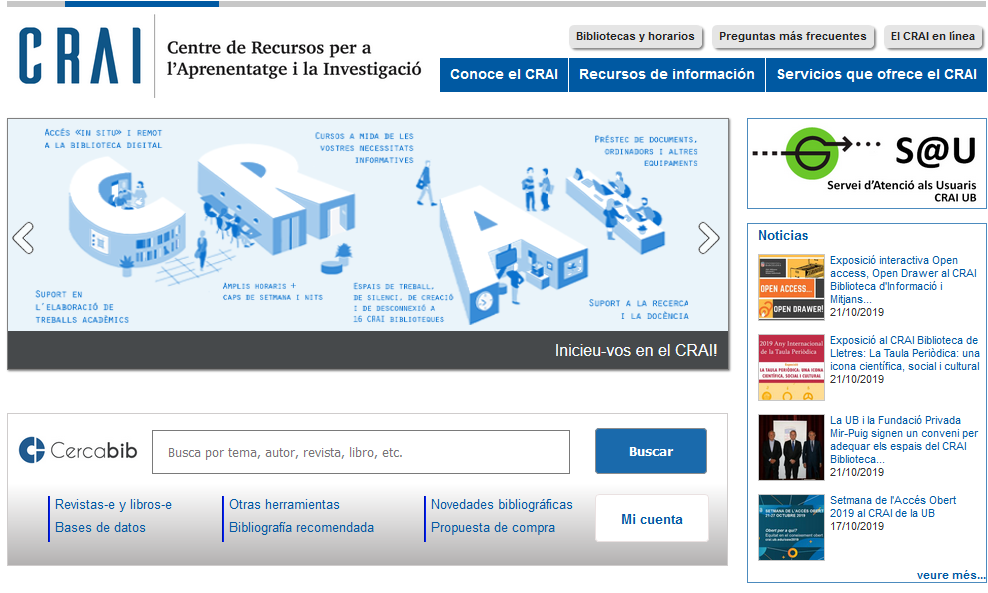 CRAI
Centre de Recursos per a
l'Aprenentatge i la Investigació
Bibliotecas y horarios
Preguntas más frecuentes
El CRAI en línea
Conoce el CRAI
Recursos de información
Servicios que ofrece el CRAI
ACCÉS «IN SITU» I REMOT
A LA BIBLIOTECA DIGITAL
CURSOS A MIDA DE LES
VOSTRES NECESSITATS
INFORMATIVES
PRÉSTEC DE DOCUMENTS,
ORDINADORS I ALTRES
EQUIPAMENTS
CRAI
SUPORT EN
L'ELABORACIÓ DE
TREBALLS ACADÈMICS
AMPLIS HORARIS +
CAPS DE SETMANA I NITS
ESPAIS DE TREBALL,
DE SILENCI, DE CREACIÓ
I DE DESCONNEXIÓ A
16 CRAI BIBLIOTEQUES
SUPORT A LA RECERCA
I LA DOCÈNCIA
Inicieu-vos en el CRAI!
S@U
Servei d'Atenció als Usuaris
CRAI UB
Noticias
OPEN ACCESS...
OPEN DRAWER!
Exposició interactiva Open
access, Open Drawer al CRAI
Biblioteca d'Informació i
Mitjans...
21/10/2019
2019 Any Internacional
de la Taula Periòdica
LA TAULA PERIÒDICA: UNA ICONA
CIENTÍFICA, SOCIAL I CULTURAL
Exposició al CRAI Biblioteca de
Lletres: La Taula Periòdica: una
icona científica, social i cultural
21/10/2019
La UB i la Fundació Privada
Mir-Puig signen un conveni per
adequar els espais del CRAI
Biblioteca...
21/10/2019
SETMANA DE L'ACCÉS OBERT
21-27 OCTUBRE 2019
Obert per a qui?
Setmana de l'Accés Obert
2019 al CRAI de la UB
17/10/2019
veure més...
Cercabib
Busca por tema, autor, revista, libro, etc.
Buscar
Revistas-e y libros-e
Bases de datos
Otras herramientas
Bibliografía recomendada
Novedades bibliográficas
Propuesta de compra
Mi cuenta